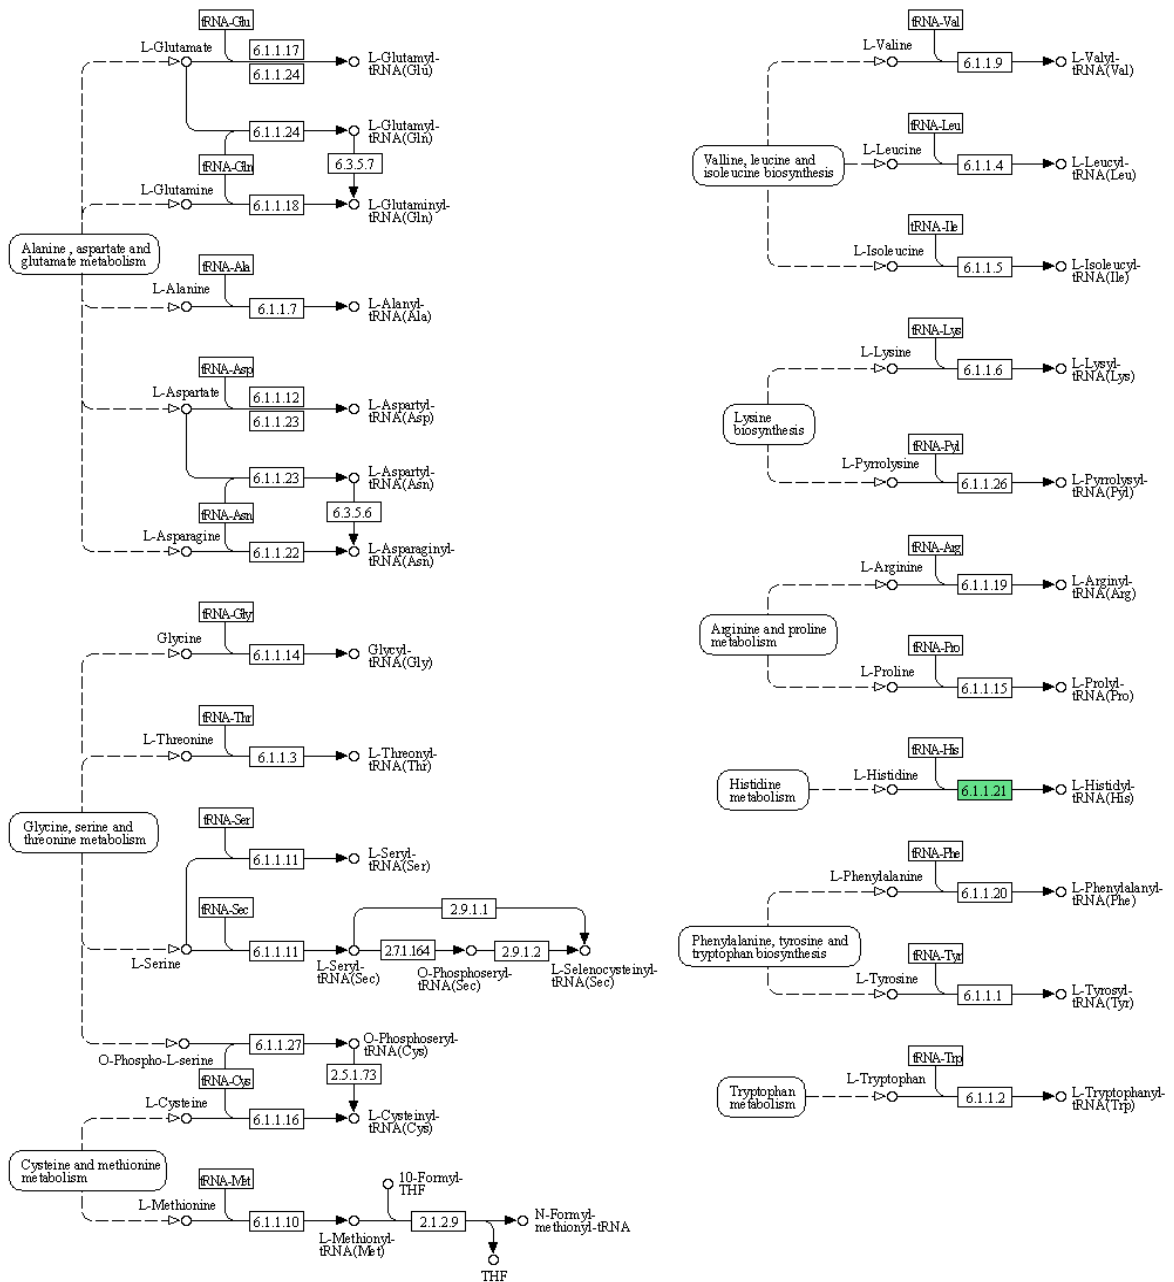 tRNA-Glu
L-Glutamate
6.1.1.17
6.1.1.24
L-Glutamyl-
tRNA(Glu)
6.1.1.24
L-Glutamyl-
tRNA(Gln)
tRNA-Gln
6.3.5.7
L-Glutamine
6.1.1.18
L-Glutaminyl-
tRNA(Gln)
Alanine , aspartate and
glutamate metabolism
tRNA-Ala
L-Alanine
6.1.1.7
L-Alanyl-
tRNA(Ala)
tRNA-Asp
L-Aspartate
6.1.1.12
6.1.1.23
L-Aspartyl-
tRNA(Asp)
6.1.1.23
L-Aspartyl-
tRNA(Asn)
tRNA-Asn
6.3.5.6
L-Asparagine
6.1.1.22
L-Asparaginyl-
tRNA(Asn)
tRNA-Gly
Glycine
6.1.1.14
Glycyl-
tRNA(Gly)
tRNA-Thr
L-Threonine
6.1.1.3
L-Threonyl-
tRNA(Thr)
Glycine, serine and
threonine metabolism
tRNA-Ser
6.1.1.11
L-Seryl-
tRNA(Ser)
tRNA-Sec
L-Serine
6.1.1.11
L-Seryl-
tRNA(Sec)
2.9.1.1
2.7.1.164
O-Phosphoseryl-
tRNA(Sec)
2.9.1.2
L-Selenocysteinyl-
tRNA(Sec)
O-Phospho-L-serine
6.1.1.27
O-Phosphoseryl-
tRNA(Cys)
tRNA-Cys
2.5.1.73
L-Cysteine
6.1.1.16
L-Cysteinyl-
tRNA(Cys)
Cysteine and methionine
metabolism
tRNA-Met
L-Methionine
6.1.1.10
L-Methionyl-
tRNA(Met)
10-Formyl-
THF
2.1.2.9
N-Formyl-
methionyl-tRNA
THF
tRNA-Val
L-Valine
6.1.1.9
L-Valyl-
tRNA(Val)
tRNA-Leu
L-Leucine
6.1.1.4
L-Leucyl-
tRNA(Leu)
Valline, leucine and
isoleucine biosynthesis
tRNA-Ile
L-Isoleucine
6.1.1.5
L-Isoleucyl-
tRNA(Ile)
tRNA-Lys
L-Lysine
6.1.1.6
L-Lysyl-
tRNA(Lys)
Lysine
biosynthesis
tRNA-Pyl
L-Pyrrolysine
6.1.1.26
L-Pyrrolysyl-
tRNA(Pyl)
tRNA-Arg
L-Arginine
6.1.1.19
L-Arginyl-
tRNA(Arg)
Arginine and proline
metabolism
tRNA-Pro
L-Proline
6.1.1.15
L-Prolyl-
tRNA(Pro)
tRNA-His
Histidine
metabolism
L-Histidine
6.1.1.21
L-Histidyl-
tRNA(His)
tRNA-Phe
L-Phenylalanine
6.1.1.20
L-Phenylalanyl-
tRNA(Phe)
Phenylalanine, tyrosine and
tryptophan biosynthesis
tRNA-Tyr
L-Tyrosine
6.1.1.1
L-Tyrosyl-
tRNA(Tyr)
tRNA-Trp
Tryptophan
metabolism
L-Tryptophan
6.1.1.2
L-Tryptophanyl-
tRNA(Trp)